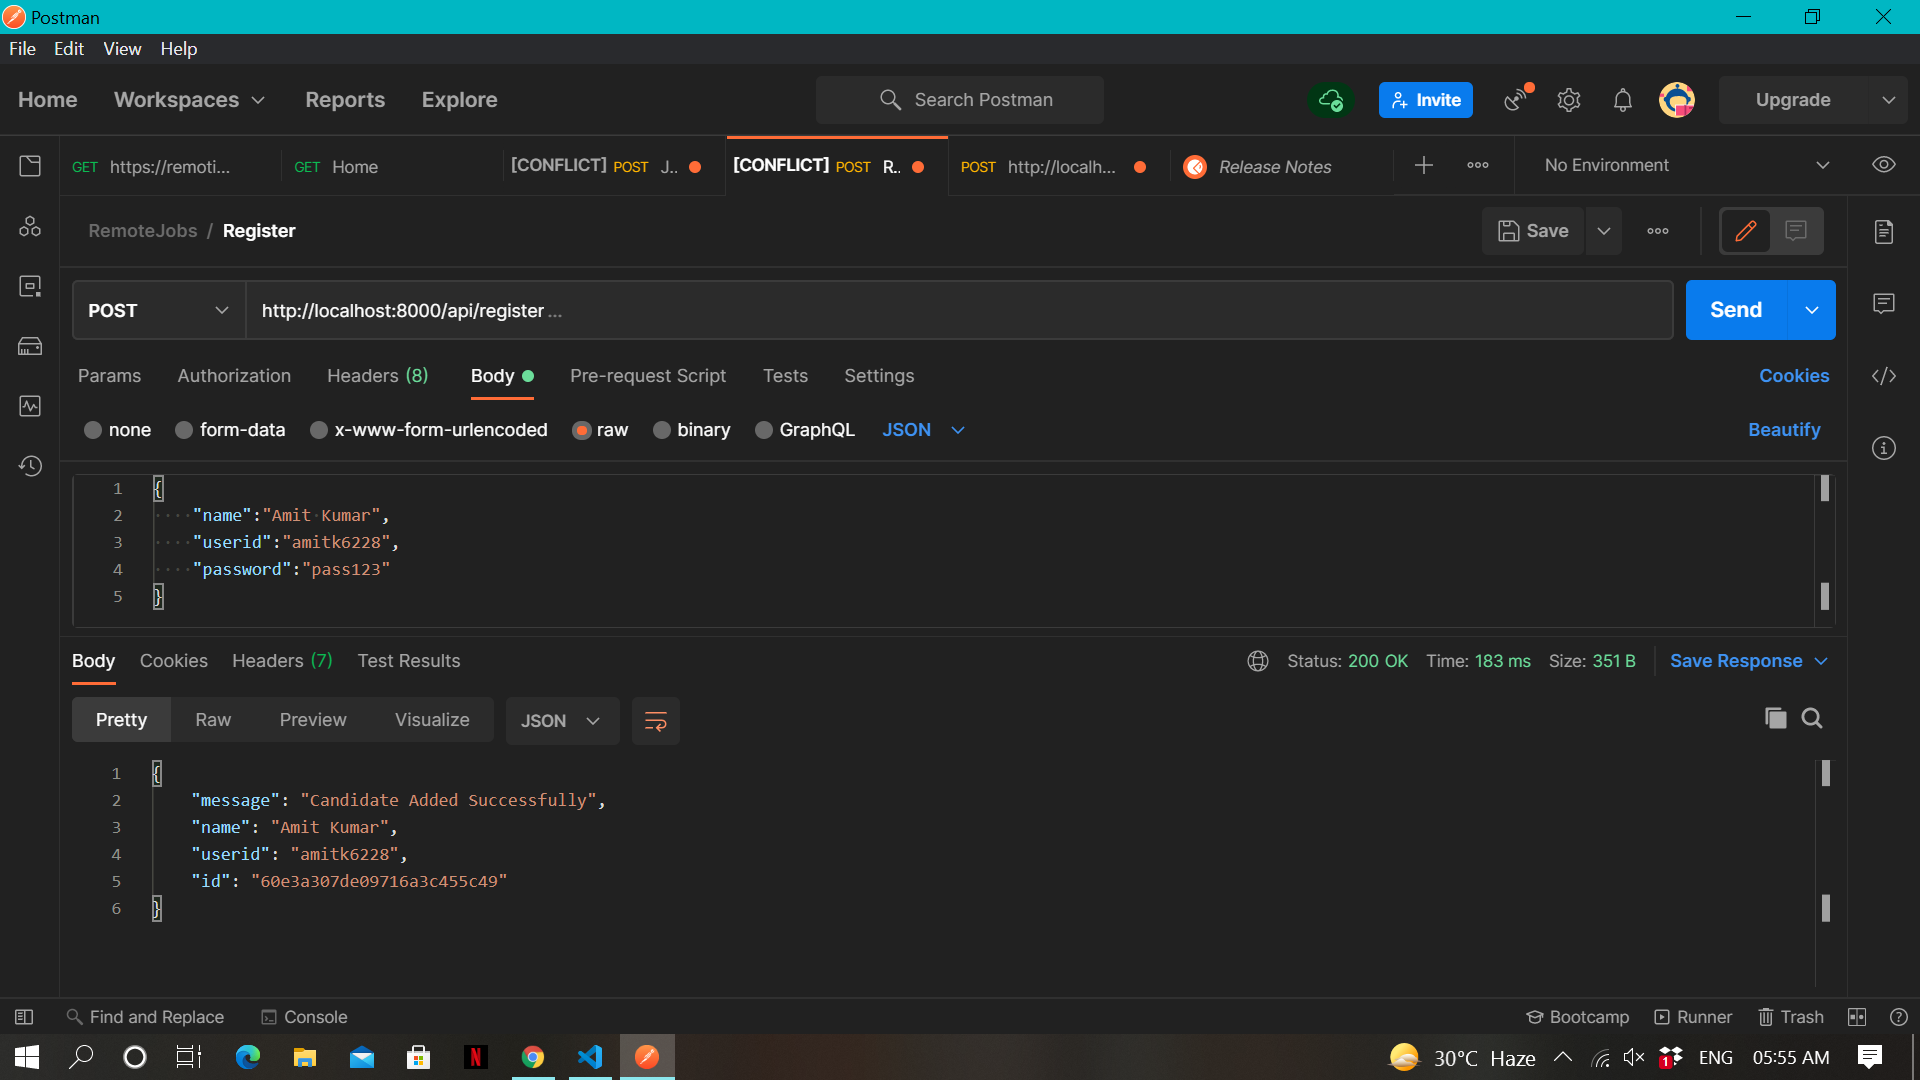 Postman
File Edit View Help
Home Workspaces Reports Explore Search Postman Invite Upgrade
GET https://remoti... GET Home [CONFLICT] POST J.. [CONFLICT] POST R.. POST http://localh... Release Notes No Environment
RemoteJobs / Register Save
POST http://localhost:8000/api/register ... Send
Params Authorization Headers (8) Body Pre-request Script Tests Settings Cookies
none form-data x-www-form-urlencoded raw binary GraphQL JSON Beautify
1 {
2 "name":"Amit Kumar",
3 "userid":"amitk6228",
4 "password":"pass123"
5 }
Body Cookies Headers (7) Test Results Status: 200 OK Time: 183 ms Size: 351 B Save Response
Pretty Raw Preview Visualize JSON
1 {
2 "message": "Candidate Added Successfully",
3 "name": "Amit Kumar",
4 "userid": "amitk6228",
5 "id": "60e3a307de09716a3c455c49"
6 }
Find and Replace Console Bootcamp Runner Trash
N 30°C Haze 1 ENG 05:55 AM